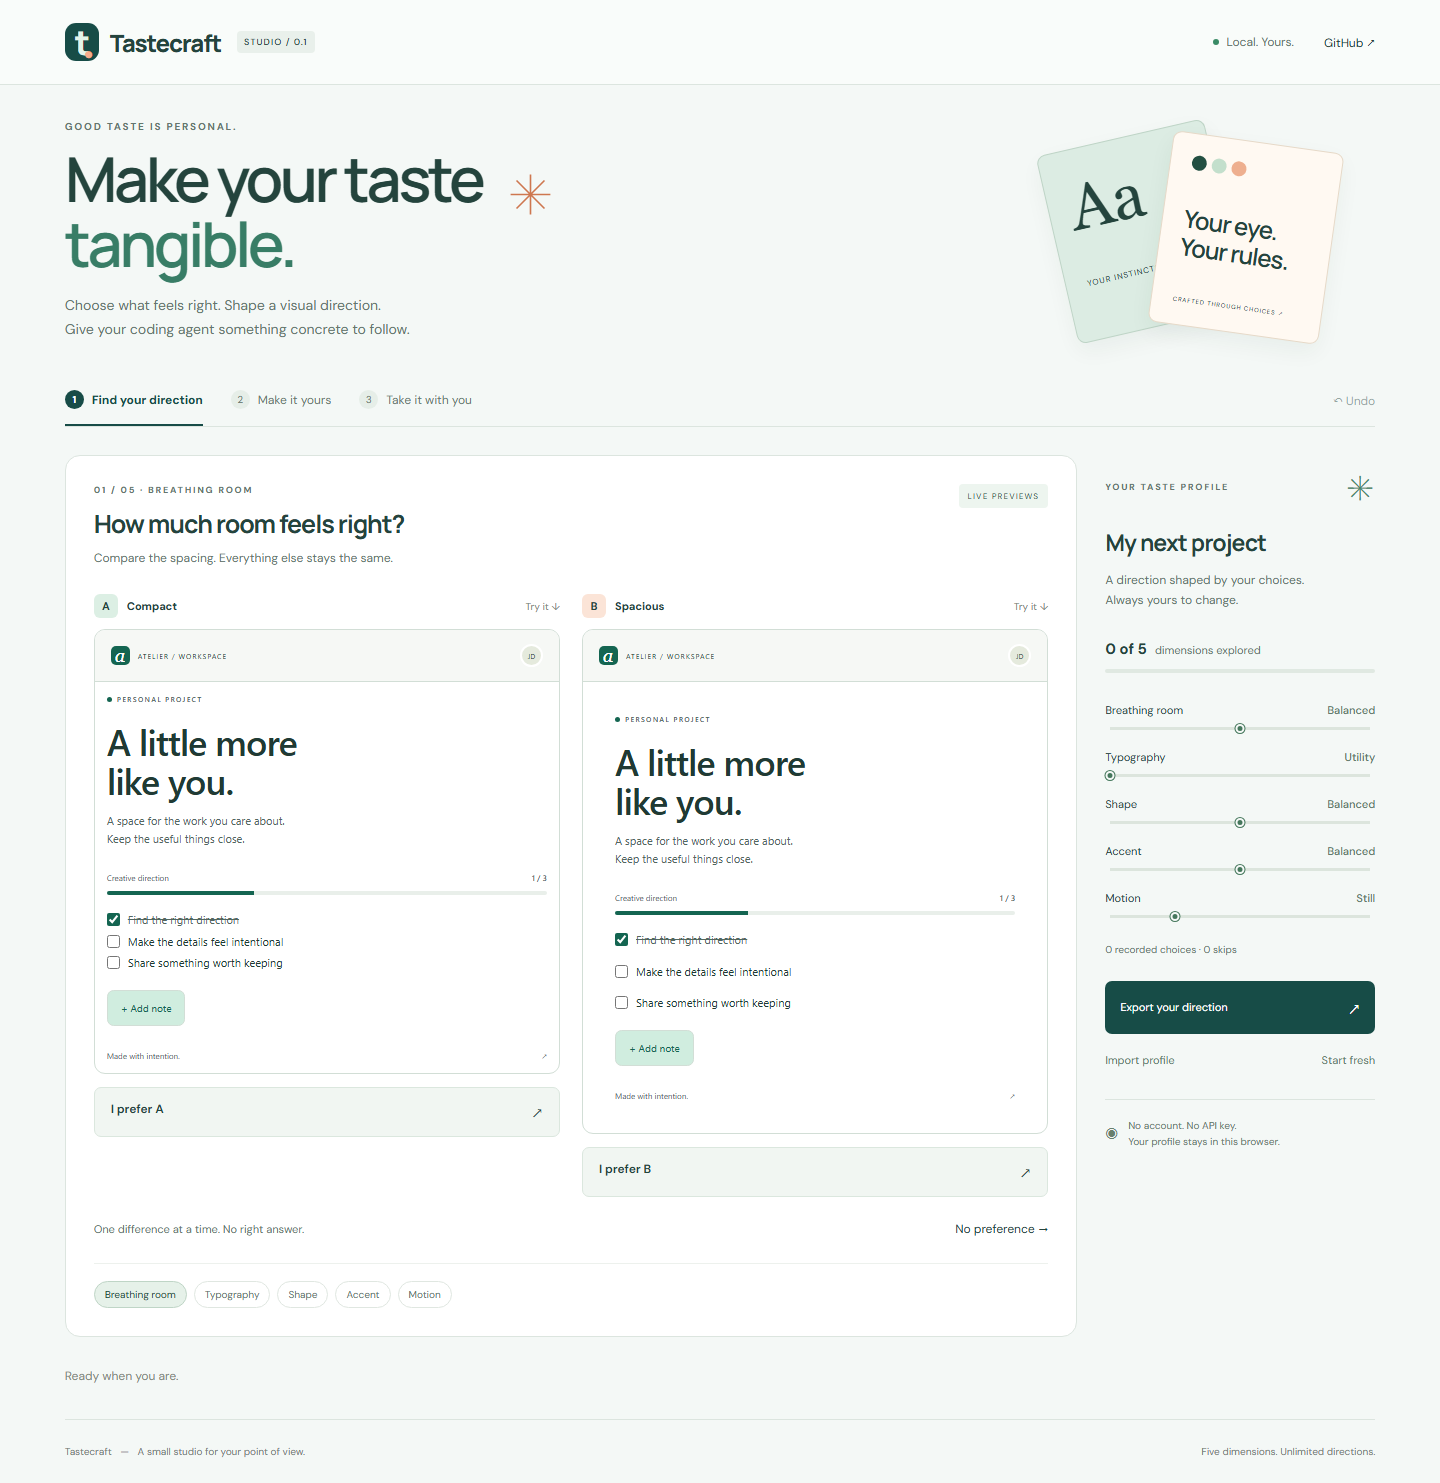 t Tastecraft STUDIO / 0.1
Local. Yours. GitHub ↗
GOOD TASTE IS PERSONAL.
Make your taste
tangible.
Choose what feels right. Shape a visual direction.
Give your coding agent something concrete to follow.
Aa
YOUR INSTINCT
Your eye.
Your rules.
CRAFTED THROUGH CHOICES ↗
1 Find your direction
2 Make it yours
3 Take it with you
↶ Undo
01 / 05 · BREATHING ROOM
LIVE PREVIEWS
How much room feels right?
Compare the spacing. Everything else stays the same.
A Compact
Try it ↓
a ATELIER / WORKSPACE
JD
PERSONAL PROJECT
A little more
like you.
A space for the work you care about.
Keep the useful things close.
Creative direction 1 / 3
Find the right direction
Make the details feel intentional
Share something worth keeping
+ Add note
Made with intention. ↗
I prefer A ↗
B Spacious
Try it ↓
a ATELIER / WORKSPACE
JD
PERSONAL PROJECT
A little more
like you.
A space for the work you care about.
Keep the useful things close.
Creative direction 1 / 3
Find the right direction
Make the details feel intentional
Share something worth keeping
+ Add note
Made with intention. ↗
I prefer B ↗
One difference at a time. No right answer.
No preference →
Breathing room
Typography
Shape
Accent
Motion
YOUR TASTE PROFILE
My next project
A direction shaped by your choices.
Always yours to change.
0 of 5 dimensions explored
Breathing room Balanced
Typography Utility
Shape Balanced
Accent Balanced
Motion Still
0 recorded choices · 0 skips
Export your direction ↗
Import profile Start fresh
No account. No API key.
Your profile stays in this browser.
Ready when you are.
Tastecraft — A small studio for your point of view.
Five dimensions. Unlimited directions.